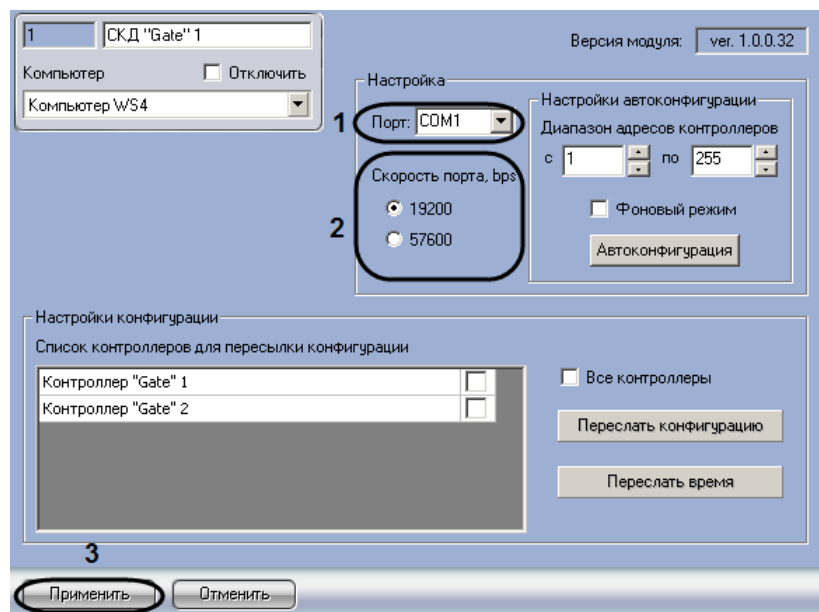 1 СКД "Gate" 1
Версия модуля: ver. 1.0.0.32
Компьютер Отключить
Компьютер WS4
Настройка
1 Порт: COM1
Настройки автоконфигурации
Диапазон адресов контроллеров
с 1 по 255
2 Скорость порта, bps
19200
57600
Фоновый режим
Автоконфигурация
Настройки конфигурации
Список контроллеров для пересылки конфигурации
Контроллер "Gate" 1
Контроллер "Gate" 2
Все контроллеры
Переслать конфигурацию
Переслать время
3
Применить Отменить